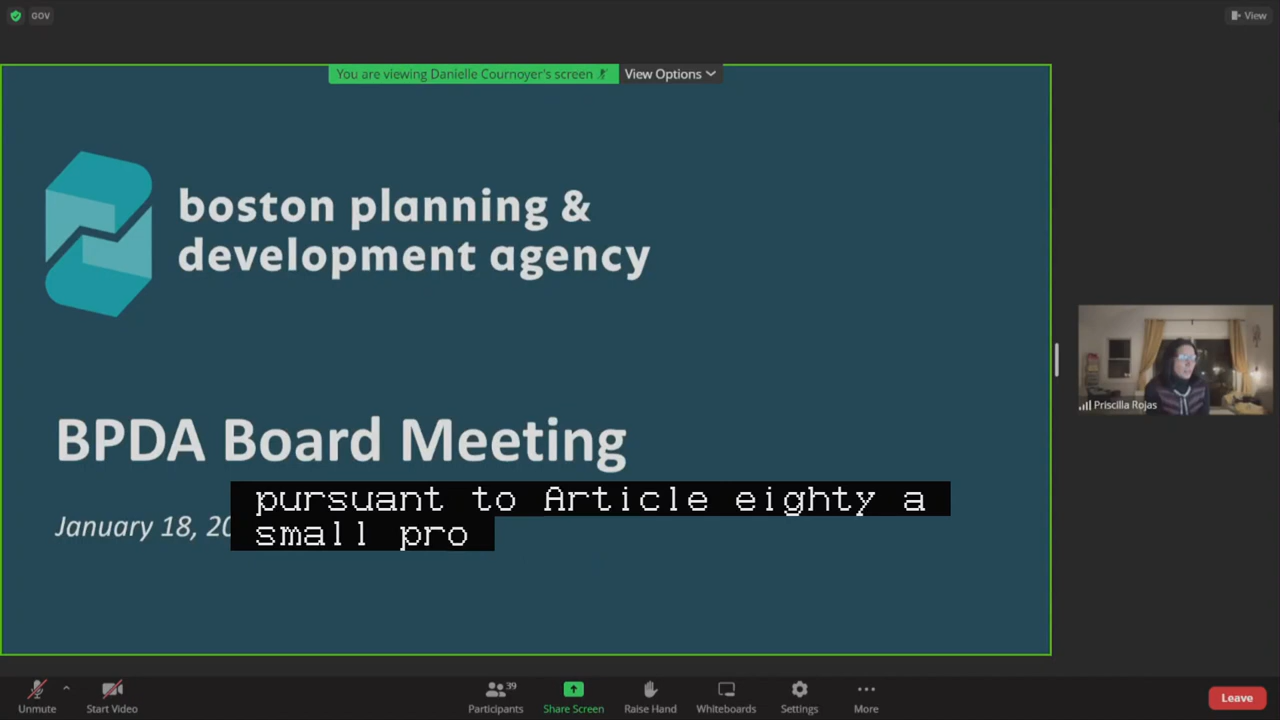 GOV
View
You are viewing Danielle Cournoyer's screen
View Options
boston planning &
development agency
BPDA Board Meeting
pursuant to Article eighty a
small pro
January 18, 20
Priscilla Rojas
Unmute
Start Video
39
Participants
Share Screen
Raise Hand
Whiteboards
Settings
More
Leave